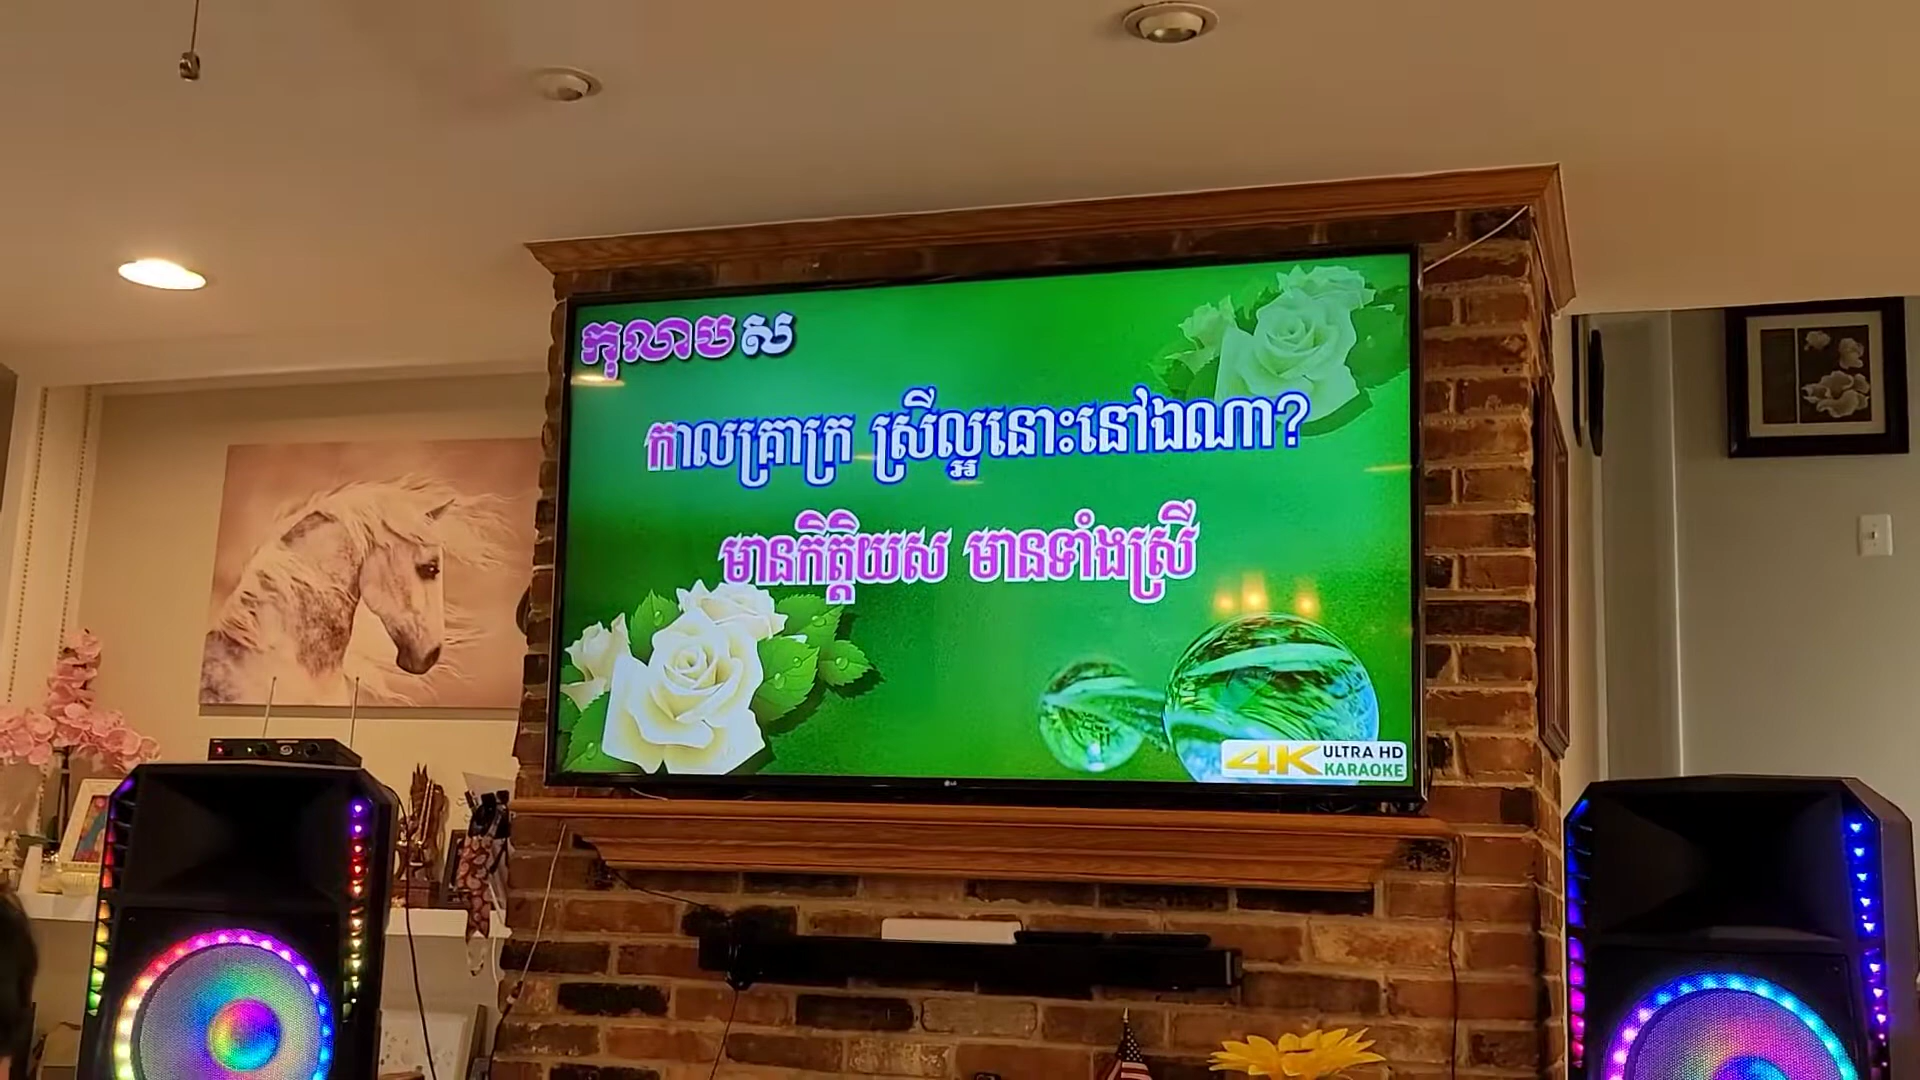 កុលាបស
កាលគ្រាក្រ ស្រីល្អនោះនៅឯណា?
មានកិត្តិយស មានទាំងស្រី
4K ULTRA HD
KARAOKE
LG